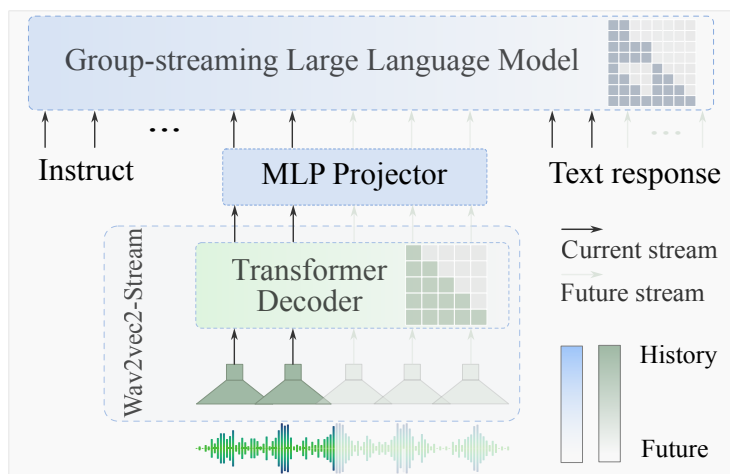 Group-streaming Large Language Model
...
Instruct
MLP Projector
Text response
...
Wav2vec2-Stream
Transformer
Decoder
Current stream
Future stream
History
Future